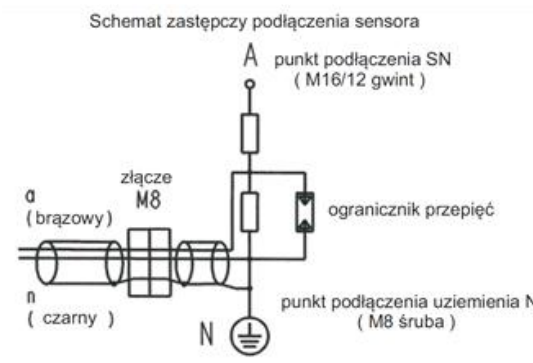 Schemat zastępczy podłączenia sensora
A
punkt podłączenia SN
( M16/12 gwint )
złącze
M8
a
( brązowy )
ogranicznik przepięć
n
( czarny )
punkt podłączenia uziemienia N
( M8 śruba )
N